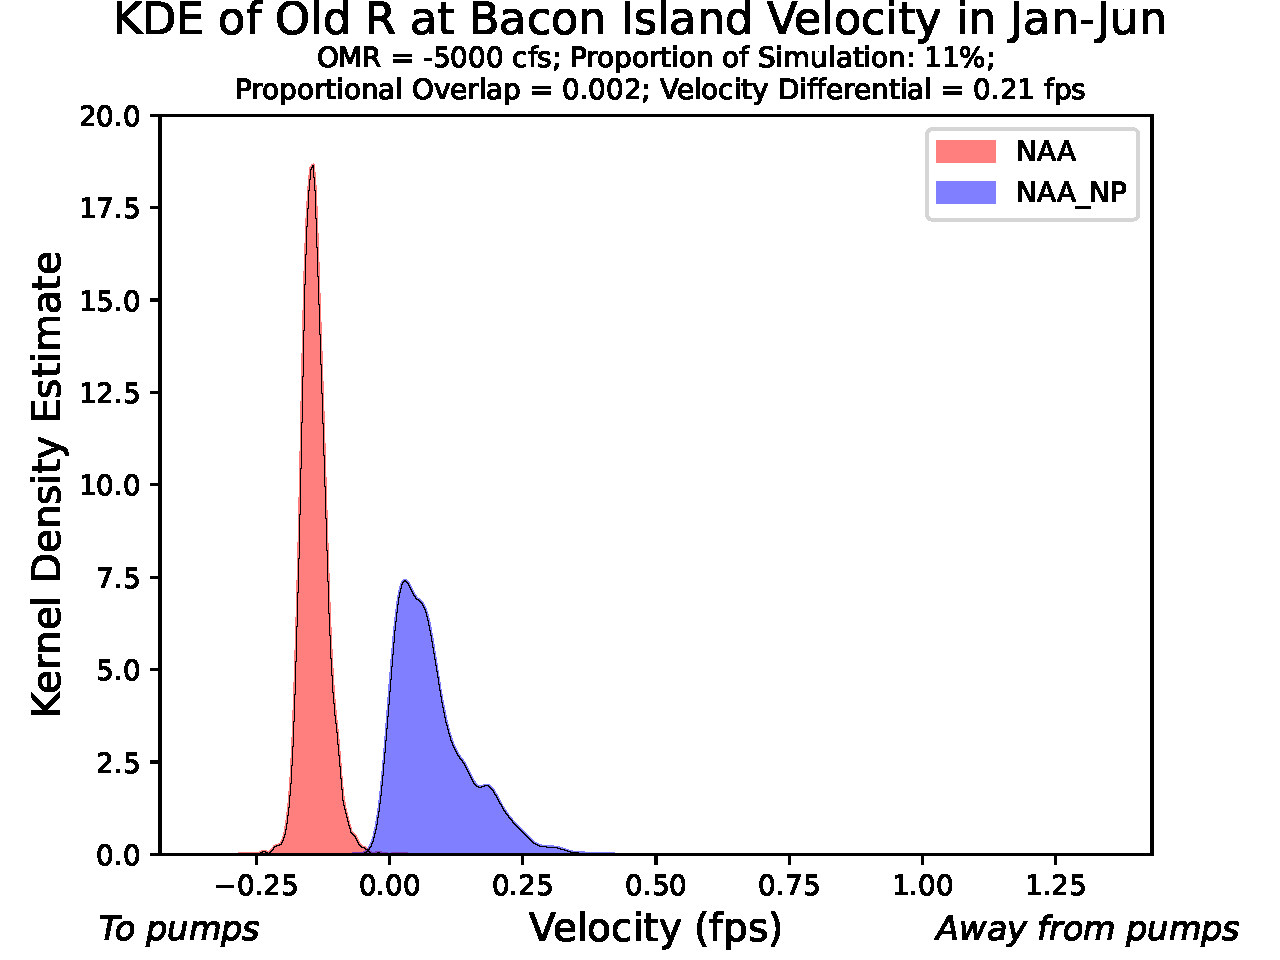 KDE of Old R at Bacon Island Velocity in Jan-Jun
OMR = -5000 cfs; Proportion of Simulation: 11%;
Proportional Overlap = 0.002; Velocity Differential = 0.21 fps
NAA
NAA_NP
Kernel Density Estimate
20.0
17.5
15.0
12.5
10.0
7.5
5.0
2.5
0.0
−0.25 0.00 0.25 0.50 0.75 1.00 1.25
To pumps Velocity (fps) Away from pumps